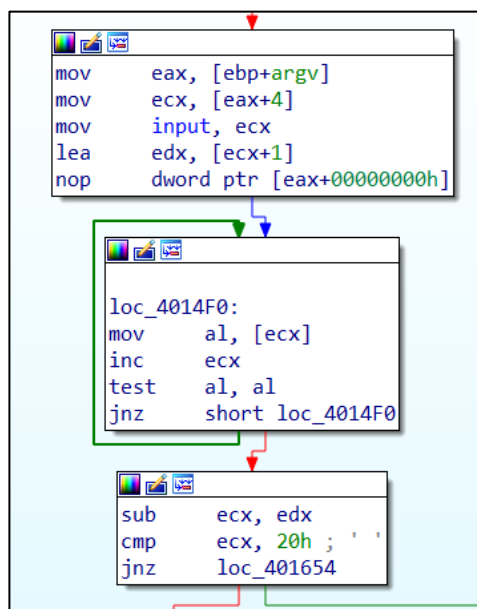 mov eax, [ebp+argv]
mov ecx, [eax+4]
mov input, ecx
lea edx, [ecx+1]
nop dword ptr [eax+00000000h]
loc_4014F0:
mov al, [ecx]
inc ecx
test al, al
jnz short loc_4014F0
sub ecx, edx
cmp ecx, 20h ; ' '
jnz loc_401654